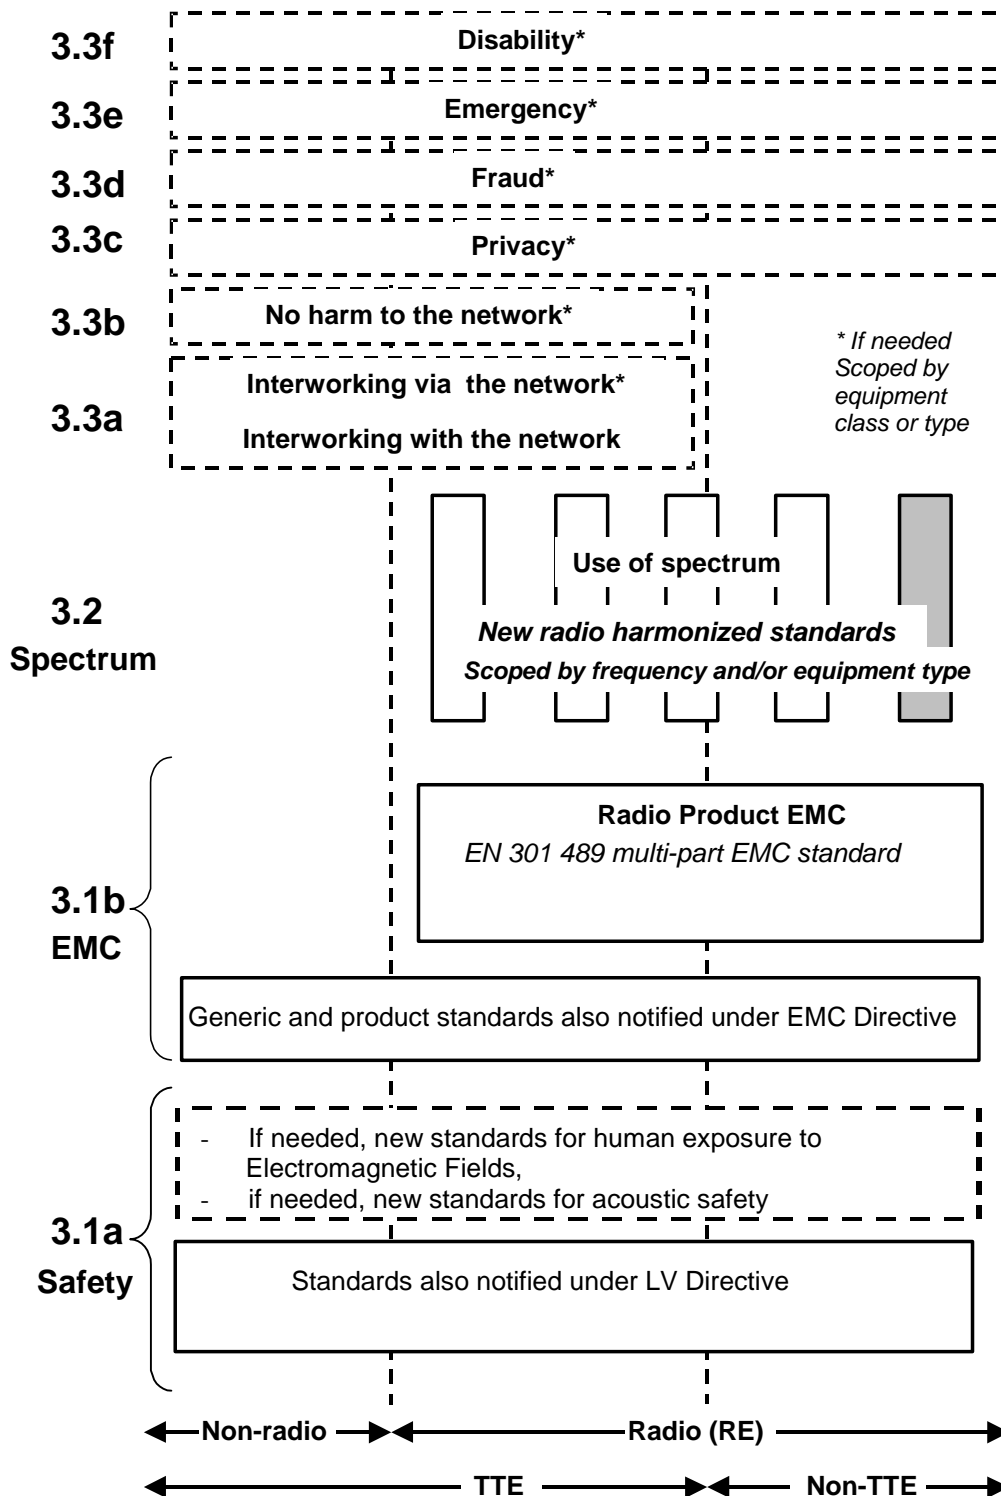 3.3f
Disability*
3.3e
Emergency*
3.3d
Fraud*
3.3c
Privacy*
3.3b
No harm to the network*
3.3a
Interworking via the network*
Interworking with the network
* If needed
Scoped by
equipment
class or type
3.2
Spectrum
Use of spectrum
New radio harmonized standards
Scoped by frequency and/or equipment type
3.1b
EMC
Radio Product EMC
EN 301 489 multi-part EMC standard
Generic and product standards also notified under EMC Directive
3.1a
Safety
- If needed, new standards for human exposure to
Electromagnetic Fields,
- if needed, new standards for acoustic safety
Standards also notified under LV Directive
Non-radio
Radio (RE)
TTE
Non-TTE